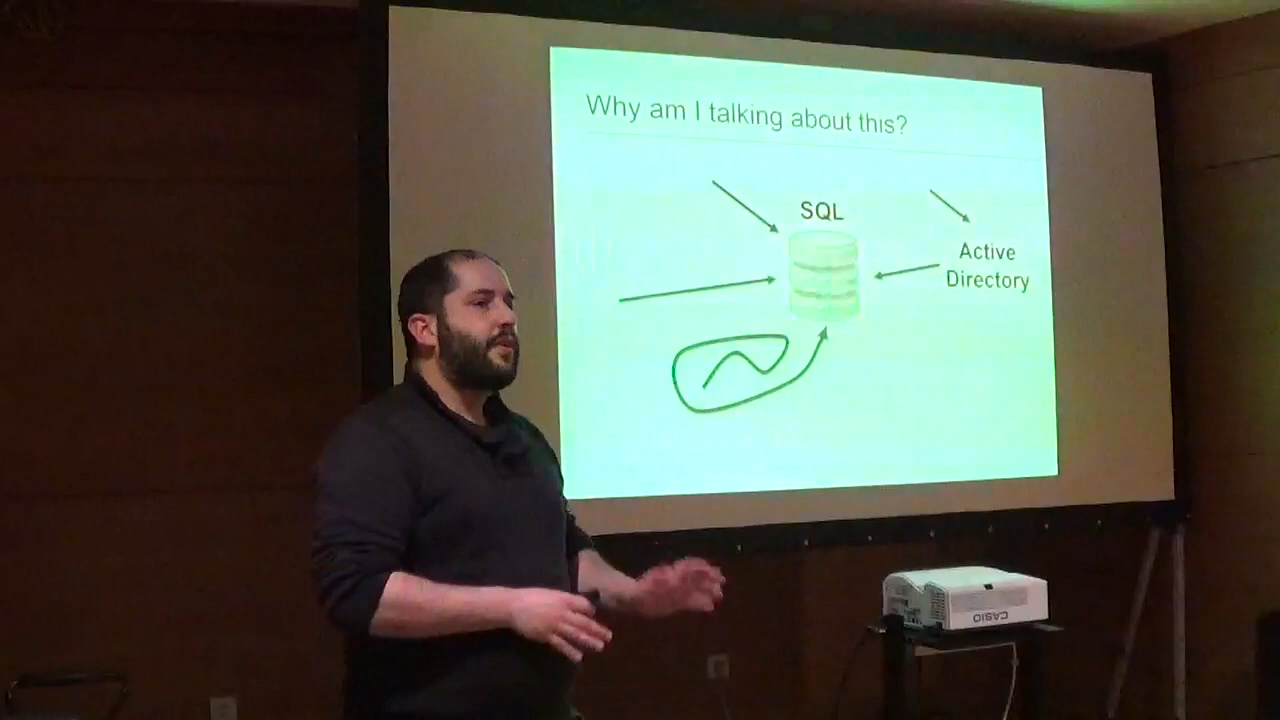 Why am I talking about this?
SQL
Active
Directory
CASIO